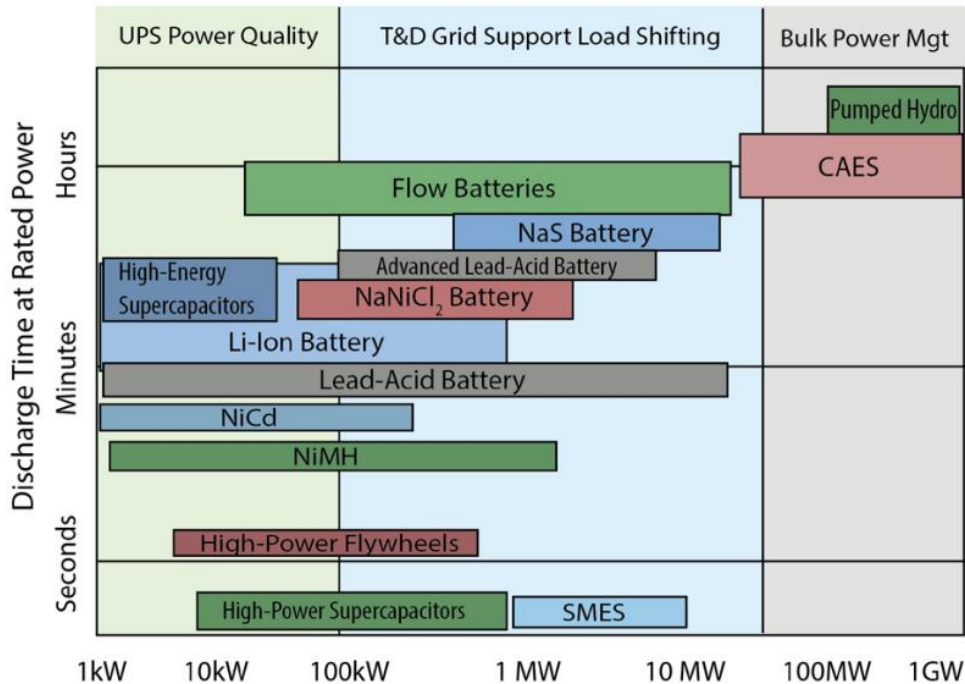 UPS Power Quality
T&D Grid Support Load Shifting
Bulk Power Mgt
Discharge Time at Rated Power
Hours
Minutes
Seconds
Pumped Hydro
CAES
Flow Batteries
NaS Battery
Advanced Lead-Acid Battery
High-Energy
Supercapacitors
NaNiCl₂ Battery
Li-Ion Battery
Lead-Acid Battery
NiCd
NiMH
High-Power Flywheels
High-Power Supercapacitors
SMES
1kW 10kW 100kW 1 MW 10 MW 100MW 1GW